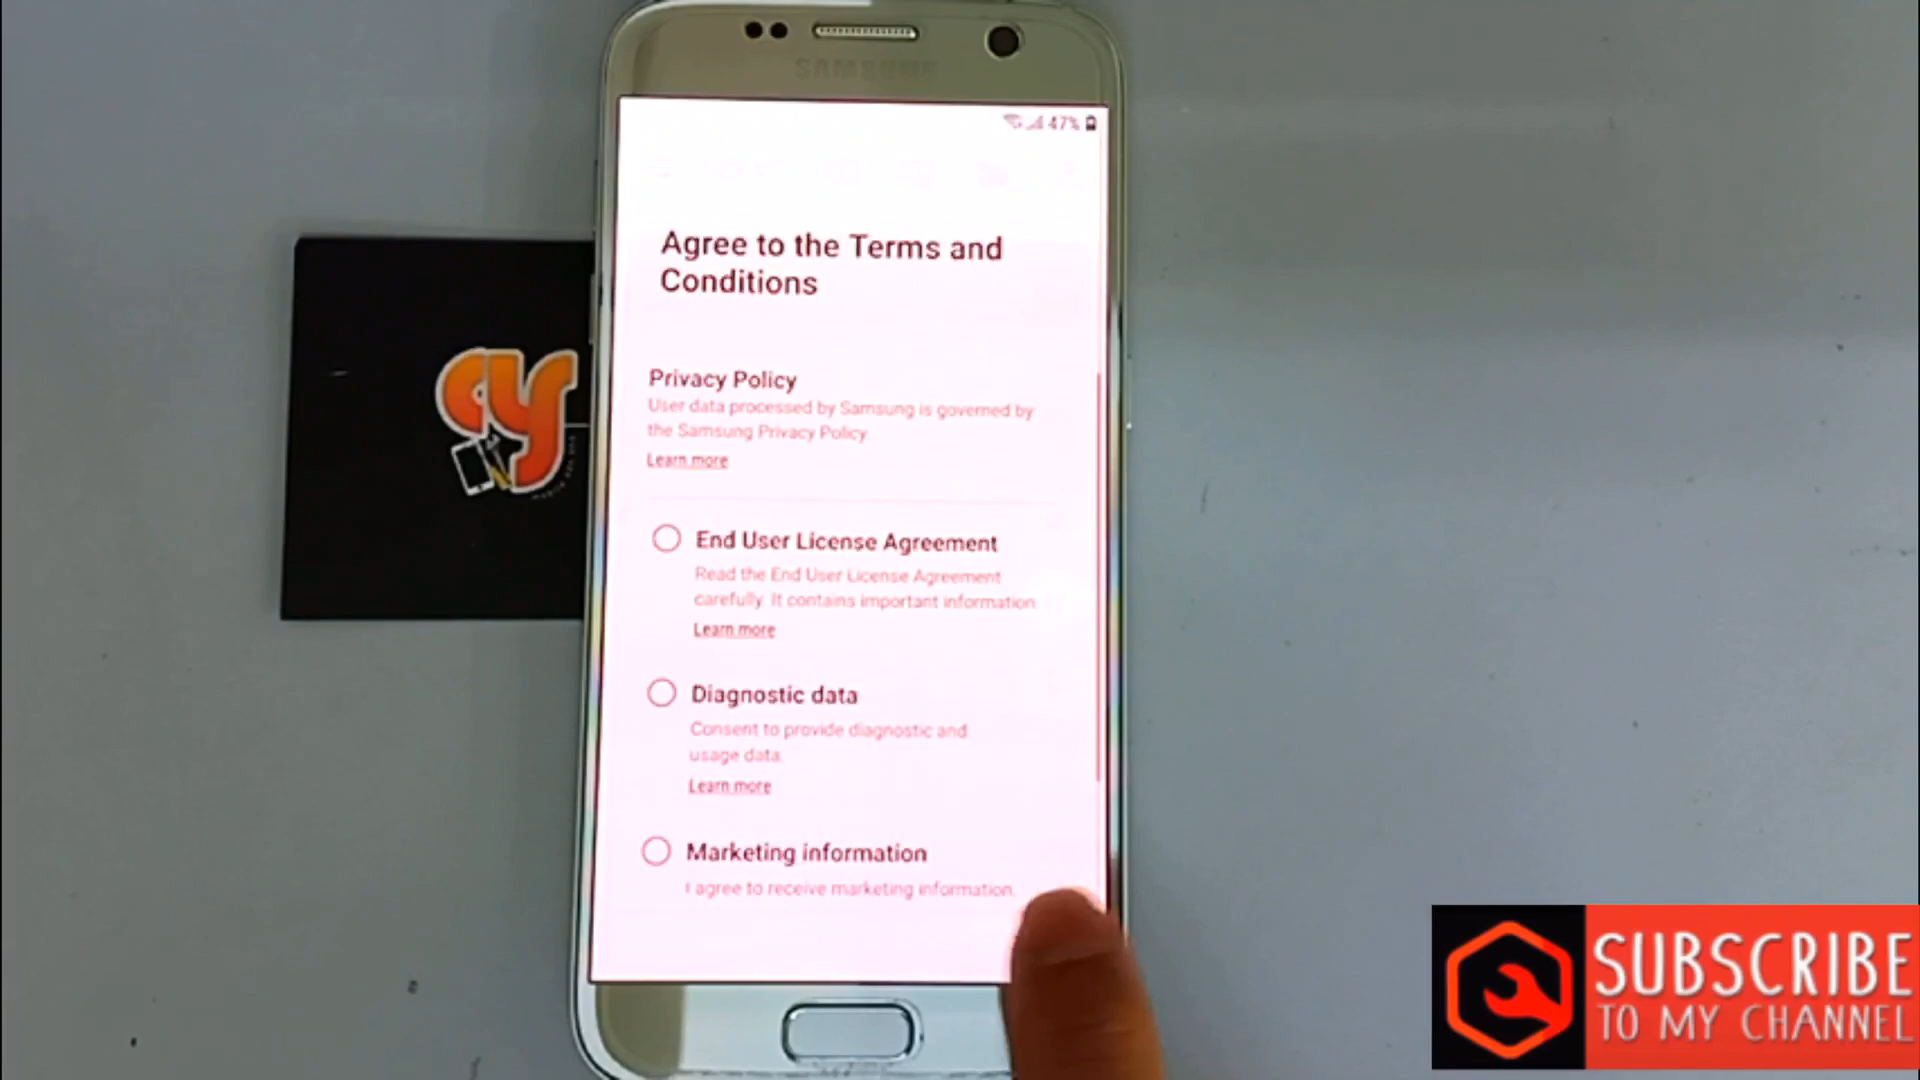 SAMSUNG
47%
Agree to the Terms and
Conditions
Privacy Policy
User data processed by Samsung is governed by
the Samsung Privacy Policy
Learn more
End User License Agreement
Read the End User License Agreement
carefully. It contains important information.
Learn more
Diagnostic data
Consent to provide diagnostic and
usage data.
Learn more
Marketing information
I agree to receive marketing information.
SUBSCRIBE
TO MY CHANNEL